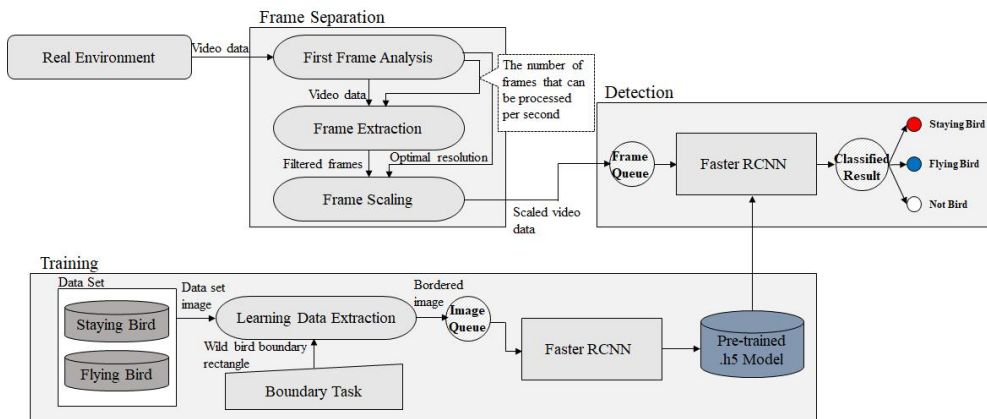 Frame Separation
Real Environment
Video data
First Frame Analysis
The number of
frames that can
be processed
per second
Video data
Frame Extraction
Filtered frames
Optimal resolution
Frame Scaling
Scaled video
data
Detection
Frame
Queue
Faster RCNN
Classified
Result
Staying Bird
Flying Bird
Not Bird
Training
Data Set
Staying Bird
Flying Bird
Data set
image
Learning Data Extraction
Wild bird boundary
rectangle
Boundary Task
Bordered
image
Image
Queue
Faster RCNN
Pre-trained
.h5 Model